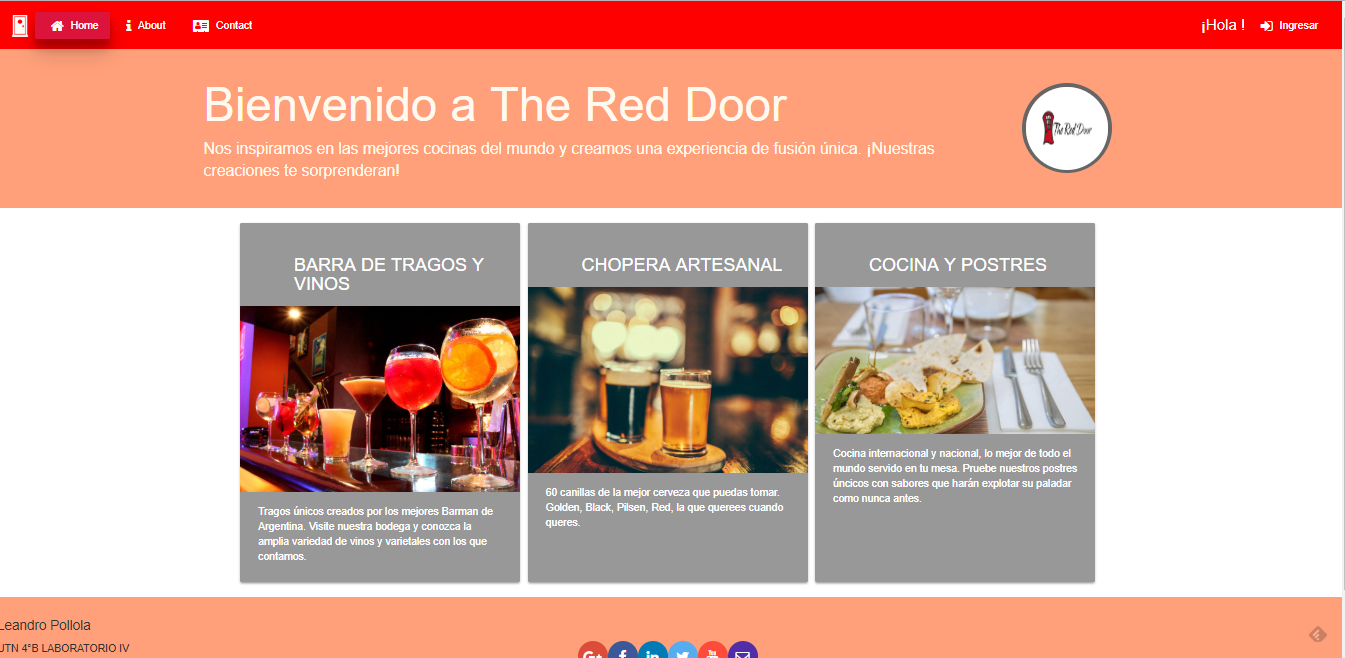 Home
About
Contact
¡Hola !
Ingresar
Bienvenido a The Red Door
Nos inspiramos en las mejores cocinas del mundo y creamos una experiencia de fusión única. ¡Nuestras
creaciones te sorprenderan!
The Red Door
BARRA DE TRAGOS Y
VINOS
Tragos únicos creados por los mejores Barman de
Argentina. Visite nuestra bodega y conozca la
amplia variedad de vinos y varietales con los que
contamos.
CHOPERA ARTESANAL
60 canillas de la mejor cerveza que puedas tomar.
Golden, Black, Pilsen, Red, la que querees cuando
queres.
COCINA Y POSTRES
Cocina internacional y nacional, lo mejor de todo el
mundo servido en tu mesa. Pruebe nuestros postres
úncicos con sabores que harán explotar su paladar
como nunca antes.
Leandro Pollola
UTN 4°B LABORATORIO IV